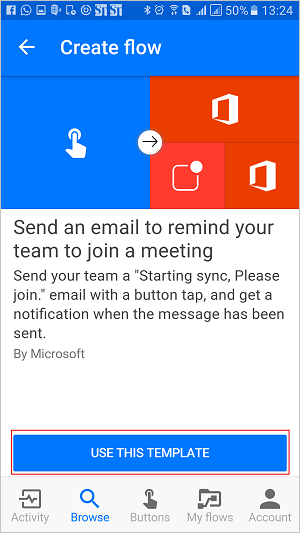 50% 13:24
Create flow
Send an email to remind your
team to join a meeting
Send your team a "Starting sync, Please
join." email with a button tap, and get a
notification when the message has been
sent.
By Microsoft
USE THIS TEMPLATE
Activity Browse Buttons My flows Account